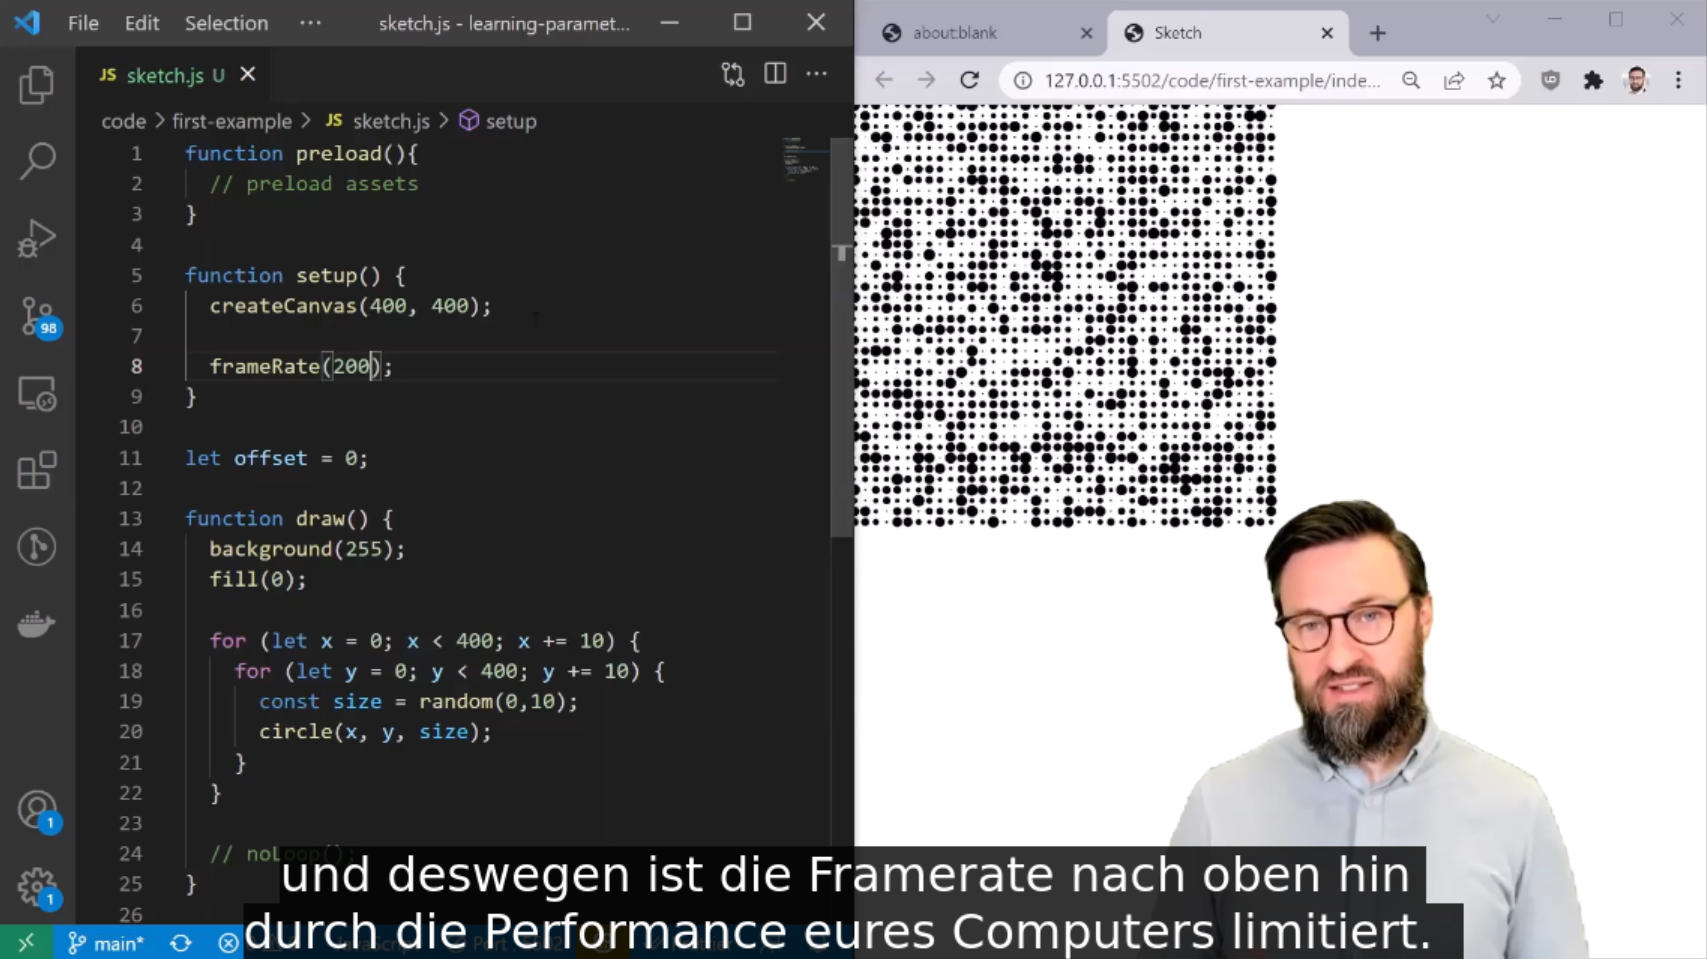 File Edit Selection ··· sketch.js - learning-paramet...
JS sketch.js U
code > first-example > JS sketch.js > setup
1 function preload(){
2 // preload assets
3 }
4
5 function setup() {
6 createCanvas(400, 400);
7
8 frameRate(200);
9 }
10
11 let offset = 0;
12
13 function draw() {
14 background(255);
15 fill(0);
16
17 for (let x = 0; x < 400; x += 10) {
18 for (let y = 0; y < 400; y += 10) {
19 const size = random(0,10);
20 circle(x, y, size);
21 }
22 }
23
24 // noLoop();
25 }
26
98
1
1
main*
about:blank
Sketch
127.0.0.1:5502/code/first-example/inde...
und deswegen ist die Framerate nach oben hin
durch die Performance eures Computers limitiert.